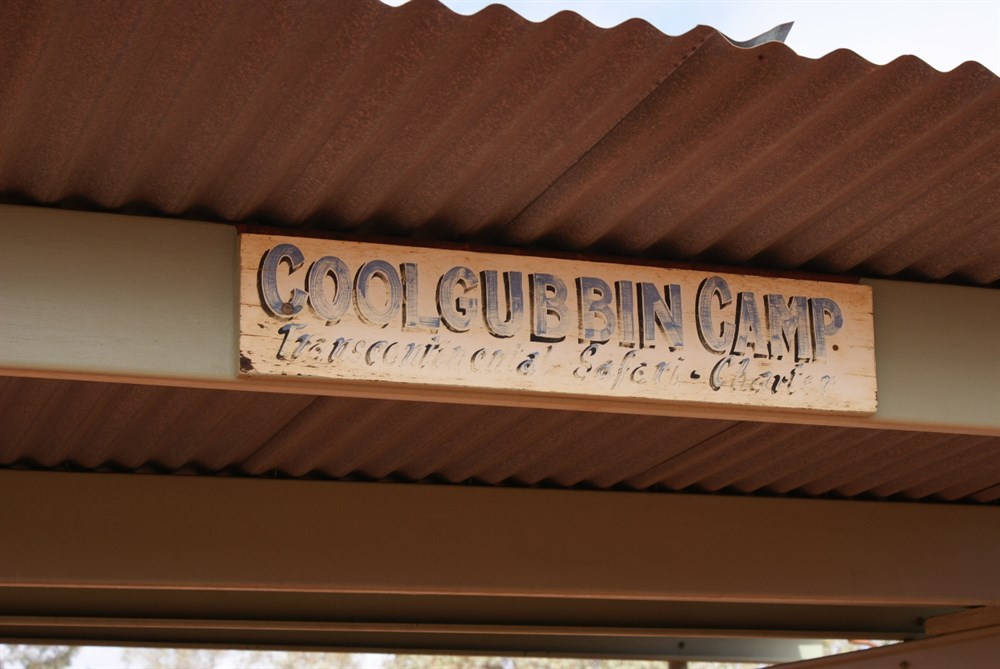 COOLGUBBIN CAMP
Transcontinental Safari - Charter